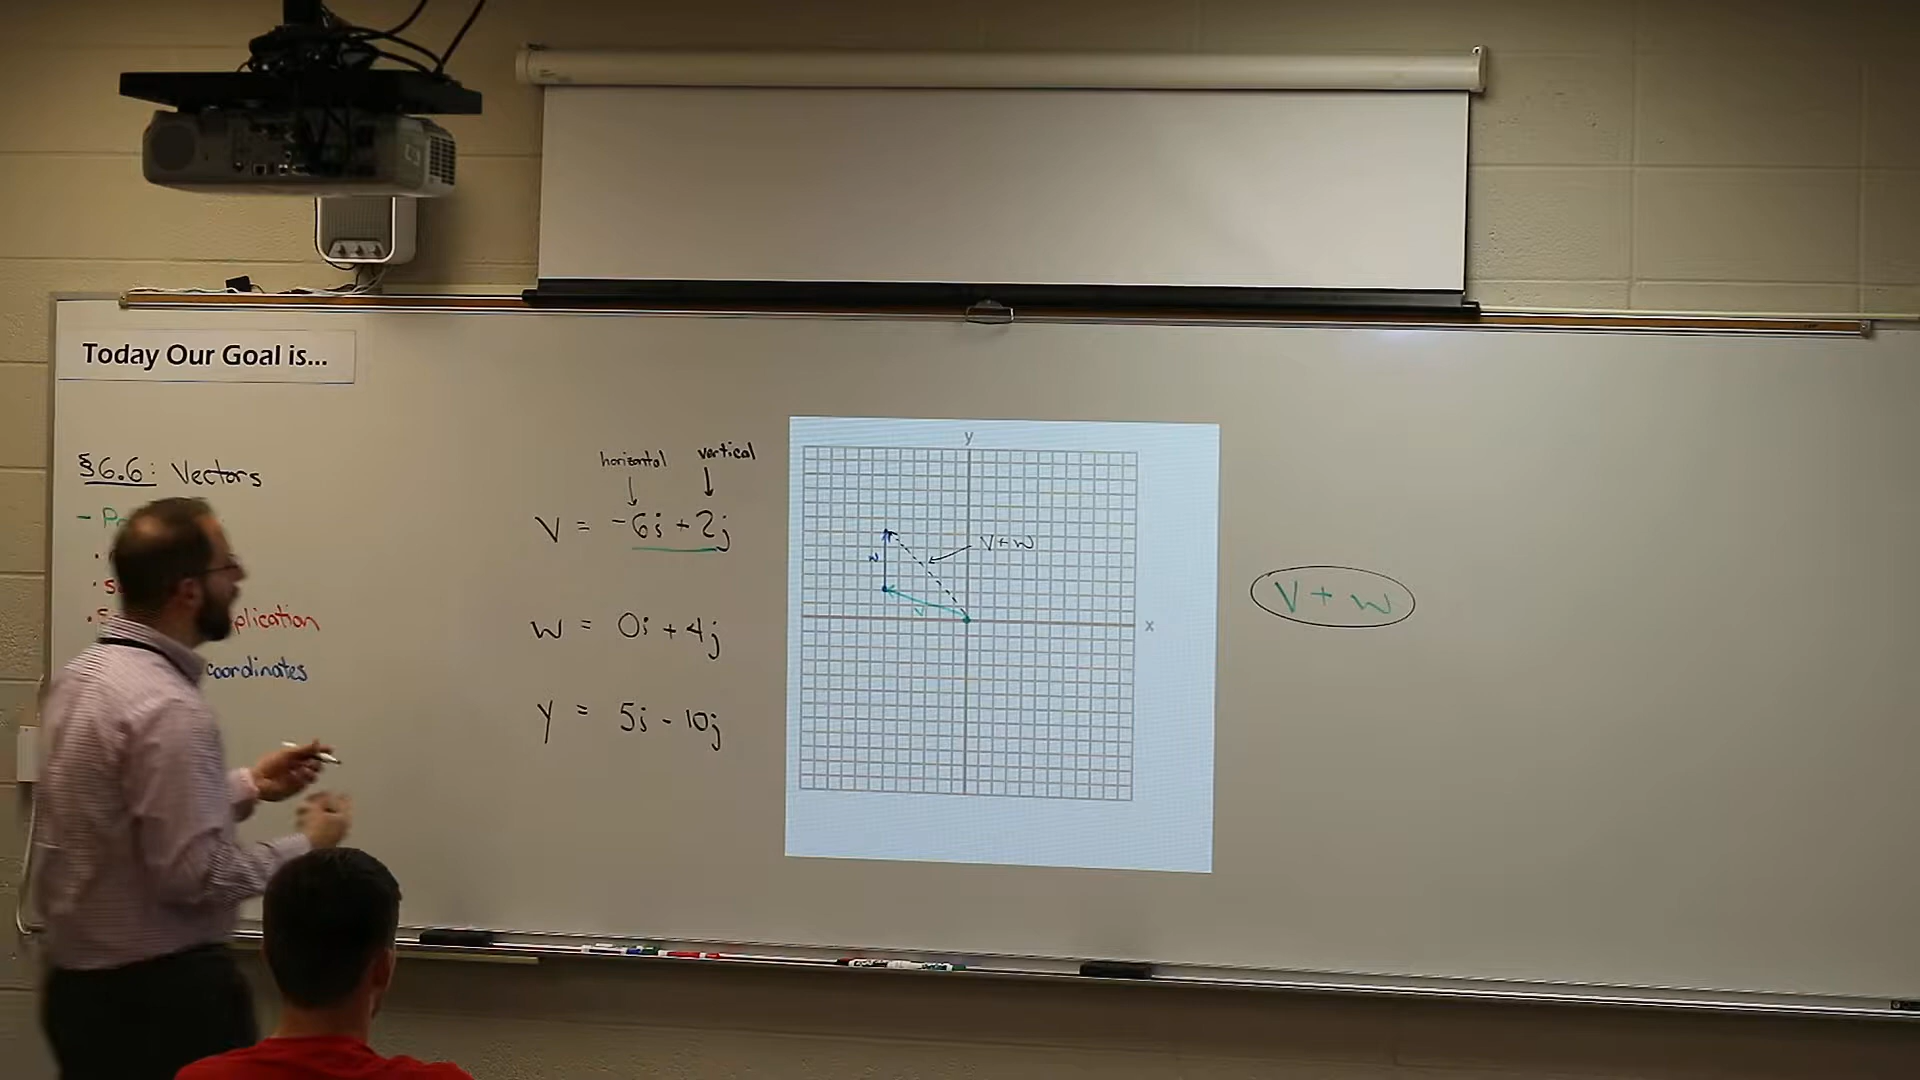 Today Our Goal is...
§6.6: Vectors
-
plication
coordinates
horizontal vertical
V = -6i + 2j
w = 0i + 4j
y = 5i - 10j
y
x
w
v
V+W
V + W